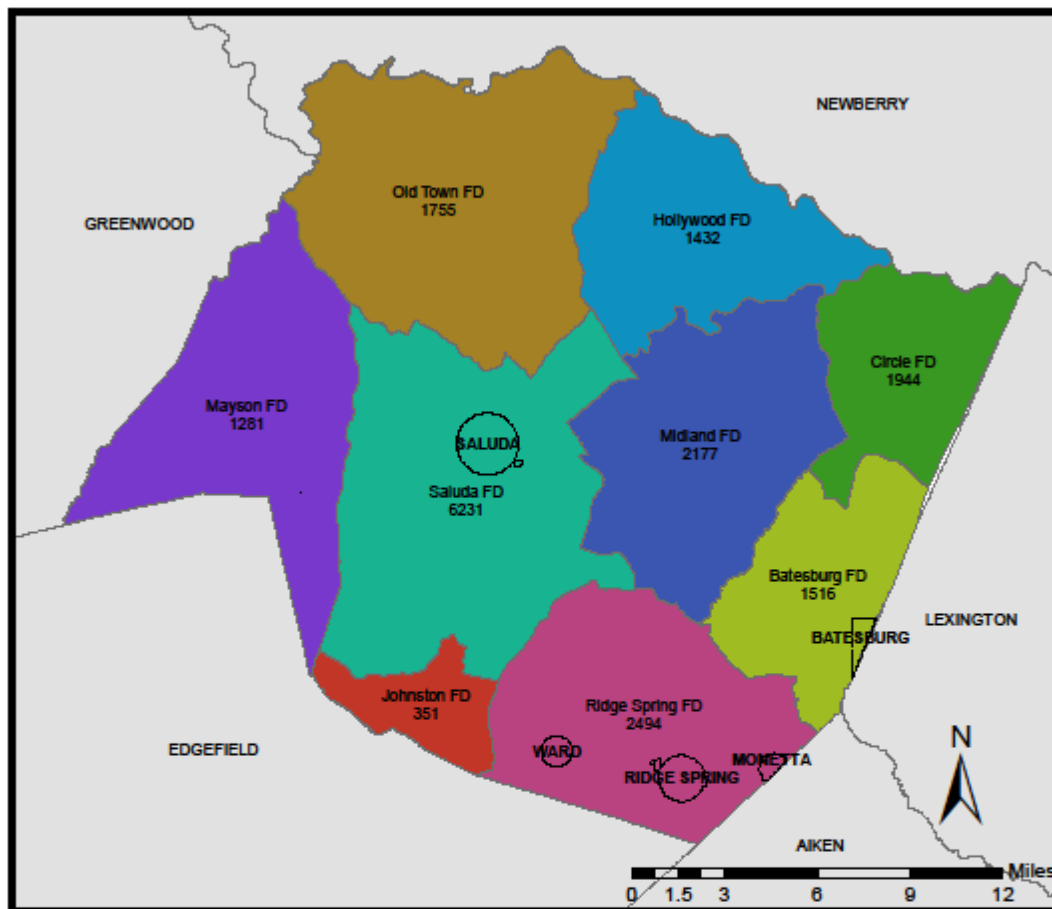 NEWBERRY
Old Town FD
1755
GREENWOOD
Hollywood FD
1432
Circle FD
1944
Mayson FD
1281
Midland FD
2177
SALUDA
Saluda FD
6231
Batesburg FD
1516
LEXINGTON
BATESBURG
Johnston FD
351
Ridge Spring FD
2494
EDGEFIELD
WARD
MONETTA
RIDGE SPRING
N
AIKEN
Miles
0 1.5 3 6 9 12